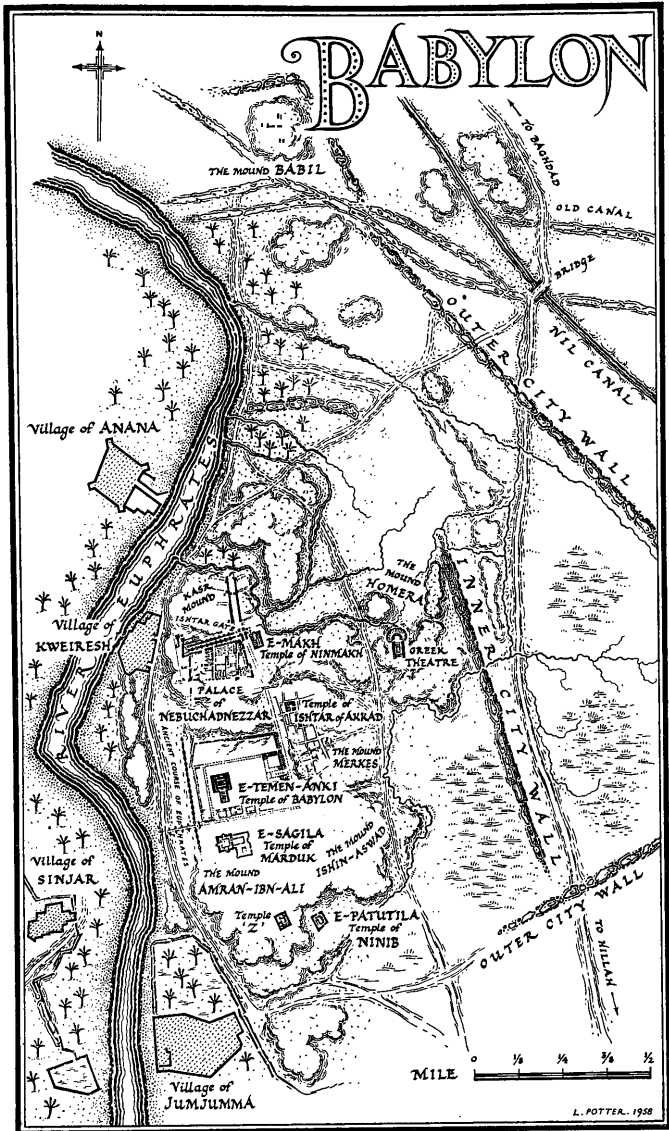 BABYLON
N
THE MOUND BABIL
TO BAGHDAD
OLD CANAL
BRIDGE
OUTER CITY WALL
NIL CANAL
Village of ANANA
RIVER EUPHRATES
KASR
MOUND
ISHTAR GATE
THE MOUND
HOMERA
Village of
KWEIRESH
E-MAKH
Temple of NINMAKH
GREEK
THEATRE
INNER CITY WALL
PALACE
of
NEBUCHADNEZZAR
Temple of
ISHTAR of AKKAD
ANCIENT COURSE OF EUPHRATES
THE MOUND
MERKES
E-TEMEN-ANKI
Temple of BABYLON
E-SAGILA
Temple of
MARDUK
THE MOUND
ISHIN-ASWAD
Village of
SINJAR
THE MOUND
AMRAN-IBN-ALI
Temple
'Z'
E-PATUTILA
Temple of
NINIB
OUTER CITY WALL
TO HILLAH
Village of
JUMJUMMA
MILE
0 1/8 1/4 3/8 1/2
L. POTTER. 1958